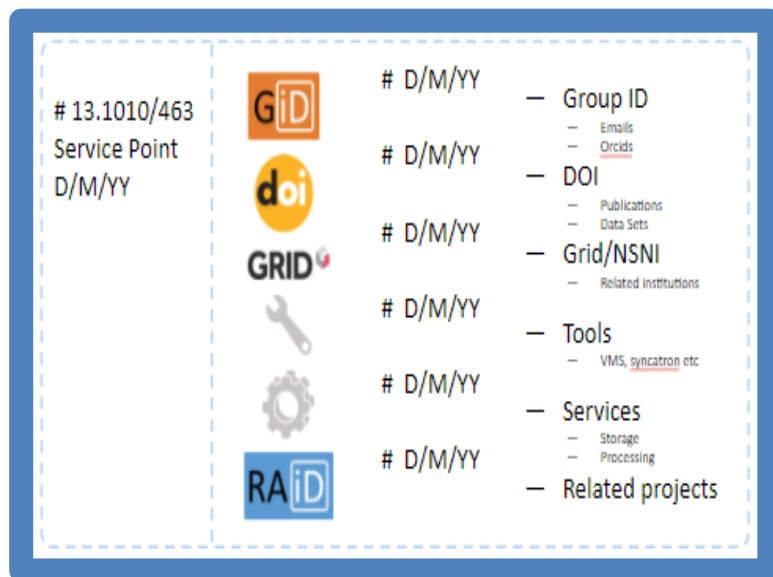 # 13.1010/463
Service Point
D/M/YY
GiD
doi
GRID
RAiD
# D/M/YY
# D/M/YY
# D/M/YY
# D/M/YY
# D/M/YY
# D/M/YY
— Group ID
— Emails
— Orcids
— DOI
— Publications
— Data Sets
— Grid/NSNI
— Related institutions
— Tools
— VMS, syncatron etc
— Services
— Storage
— Processing
— Related projects